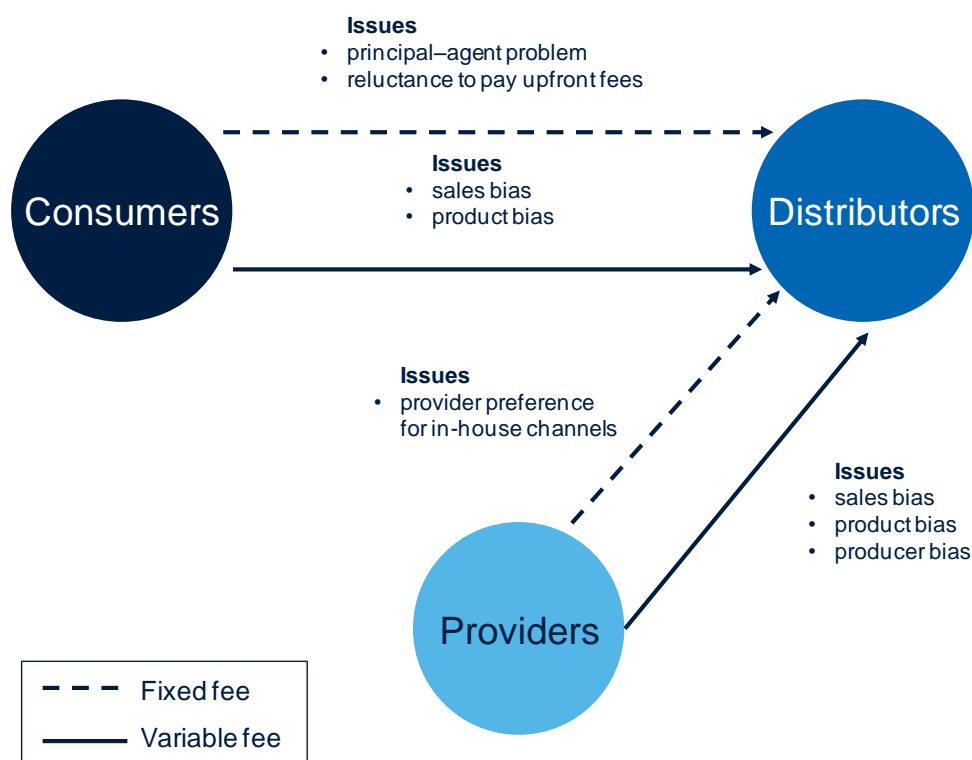 Issues
• principal–agent problem
• reluctance to pay upfront fees
Issues
• sales bias
• product bias
Consumers
Distributors
Issues
• provider preference
for in-house channels
Issues
• sales bias
• product bias
• producer bias
Providers
Fixed fee
Variable fee